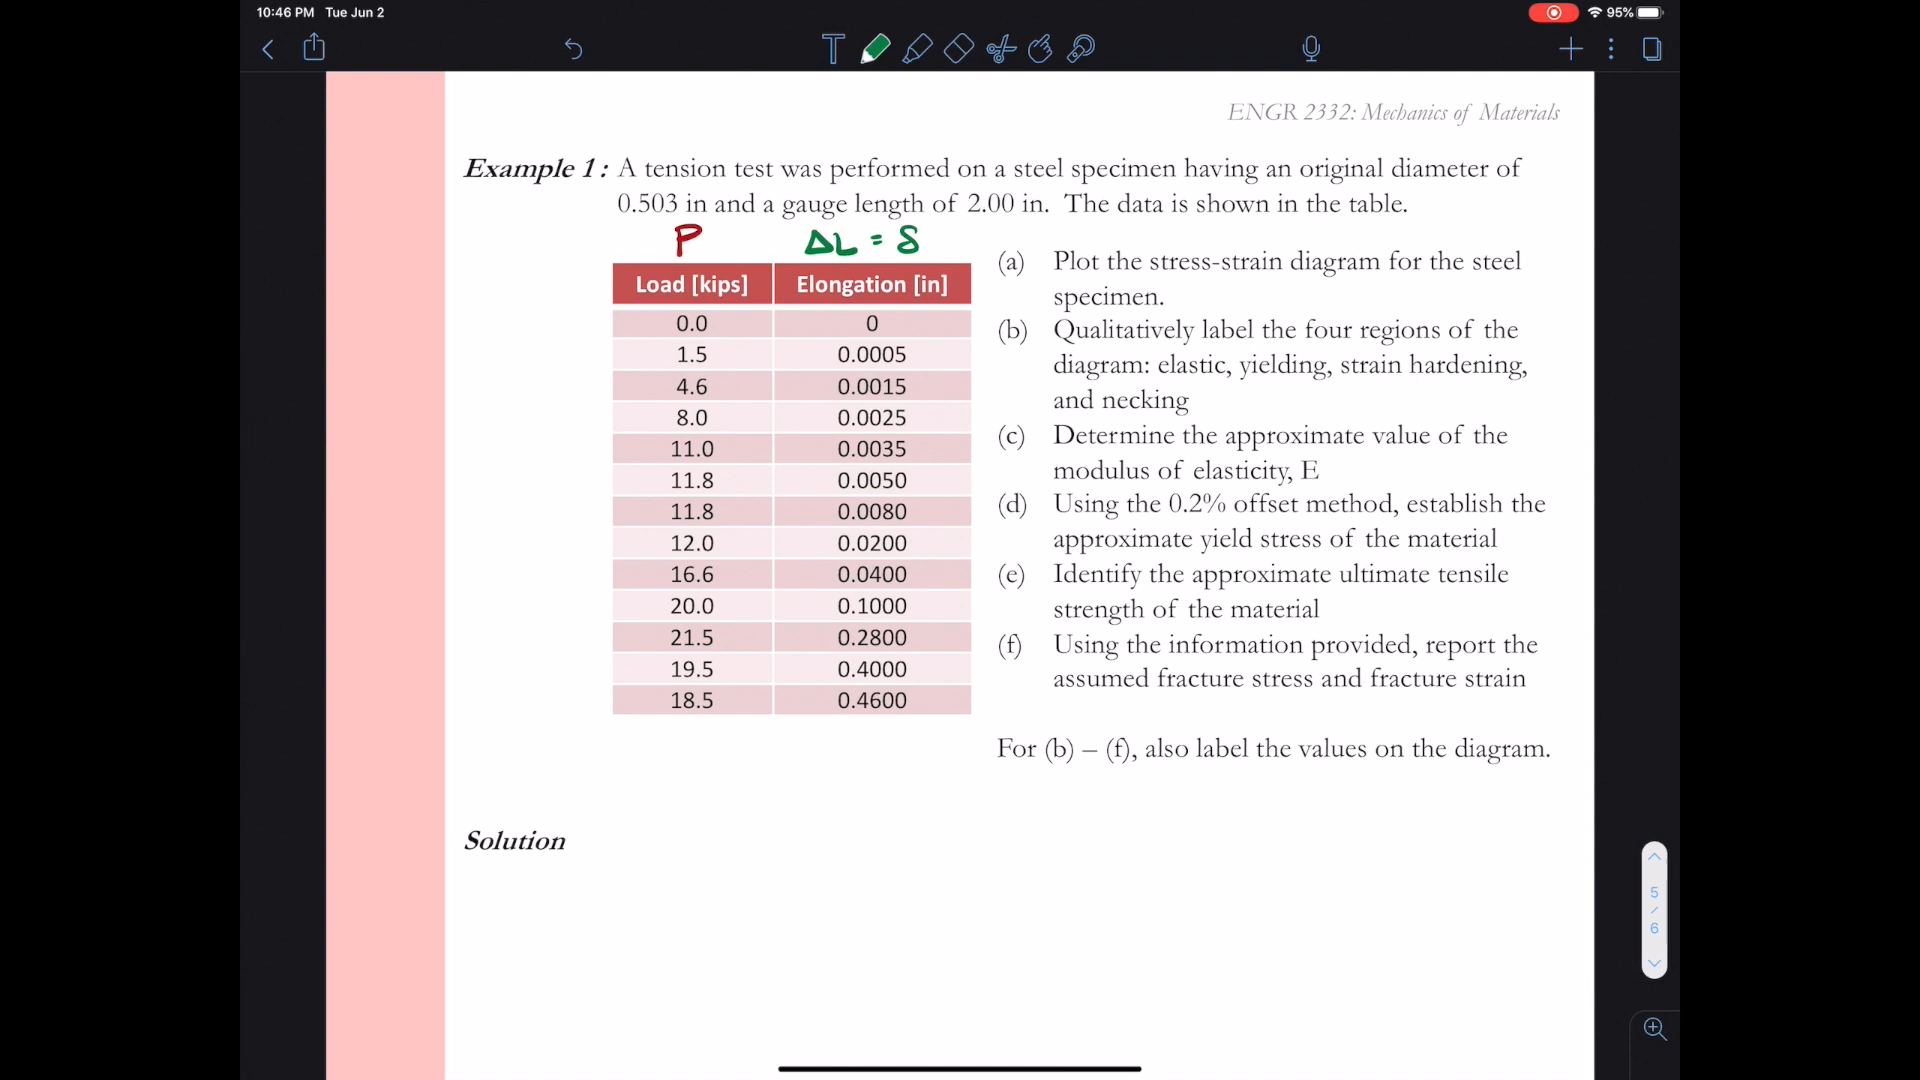 10:46 PM Tue Jun 2
95%
ENGR 2332: Mechanics of Materials
Example 1: A tension test was performed on a steel specimen having an original diameter of
0.503 in and a gauge length of 2.00 in. The data is shown in the table.
P ΔL = δ
Load [kips] Elongation [in]
0.0 0
1.5 0.0005
4.6 0.0015
8.0 0.0025
11.0 0.0035
11.8 0.0050
11.8 0.0080
12.0 0.0200
16.6 0.0400
20.0 0.1000
21.5 0.2800
19.5 0.4000
18.5 0.4600
(a) Plot the stress-strain diagram for the steel
specimen.
(b) Qualitatively label the four regions of the
diagram: elastic, yielding, strain hardening,
and necking
(c) Determine the approximate value of the
modulus of elasticity, E
(d) Using the 0.2% offset method, establish the
approximate yield stress of the material
(e) Identify the approximate ultimate tensile
strength of the material
(f) Using the information provided, report the
assumed fracture stress and fracture strain
For (b) – (f), also label the values on the diagram.
Solution
5
/
6